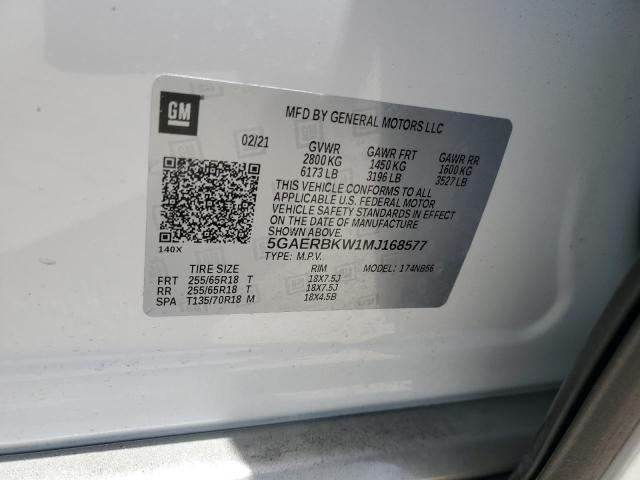 GM
MFD BY GENERAL MOTORS LLC
02/21 GVWR GAWR FRT GAWR RR
2800 KG 1450 KG 1600 KG
6173 LB 3196 LB 3527 LB
THIS VEHICLE CONFORMS TO ALL
APPLICABLE U.S. FEDERAL MOTOR
VEHICLE SAFETY STANDARDS IN EFFECT
ON THE DATE OF MANUFACTURE
SHOWN ABOVE.
140X
5GAERBKW1MJ168577
TYPE: M.P.V. MODEL: 174NB56
TIRE SIZE RIM
FRT 255/65R18 T 18X7.5J
RR 255/65R18 T 18X7.5J
SPA T135/70R18 M 18X4.5B